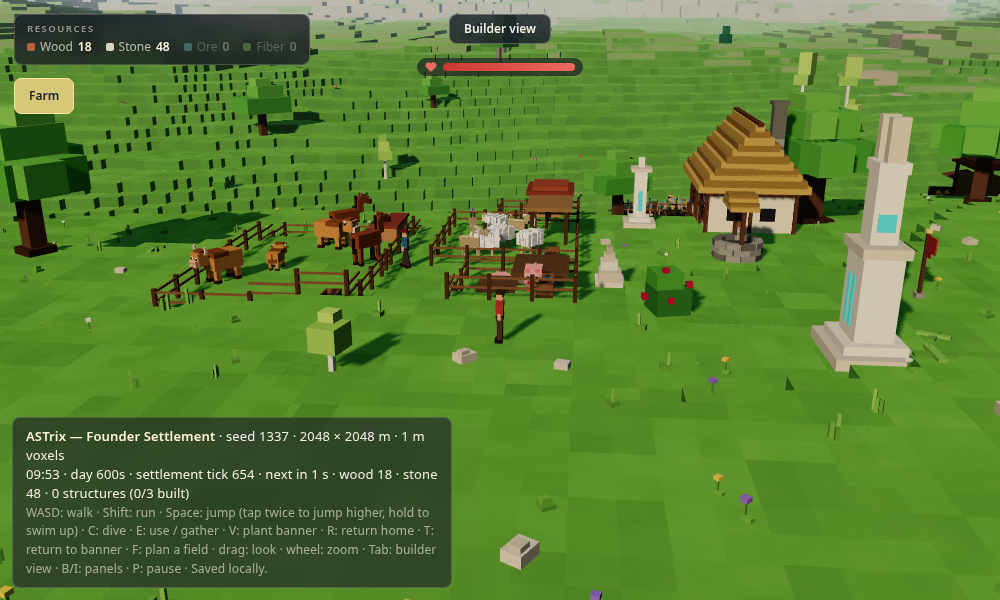 RESOURCES
Builder view
Wood 18 Stone 48 Ore 0 Fiber 0
Farm
ASTrix — Founder Settlement · seed 1337 · 2048 × 2048 m · 1 m
voxels
09:53 · day 600s · settlement tick 654 · next in 1 s · wood 18 · stone
48 · 0 structures (0/3 built)
WASD: walk · Shift: run · Space: jump (tap twice to jump higher, hold to
swim up) · C: dive · E: use / gather · V: plant banner · R: return home · T:
return to banner · F: plan a field · drag: look · wheel: zoom · Tab: builder
view · B/I: panels · P: pause · Saved locally.